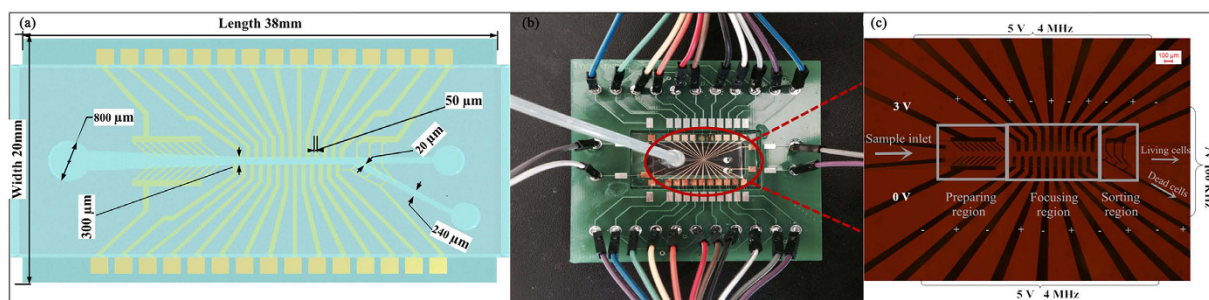 (a)
Length 38mm
Width 20mm
800 µm
300 µm
50 µm
20 µm
240 µm
(b)
(c)
5 V 4 MHz
100 µm
3 V
+ - + - + - + - + -
Sample inlet
Living cells
Dead cells
0 V
Preparing region
Focusing region
Sorting region
5 V 4 MHz